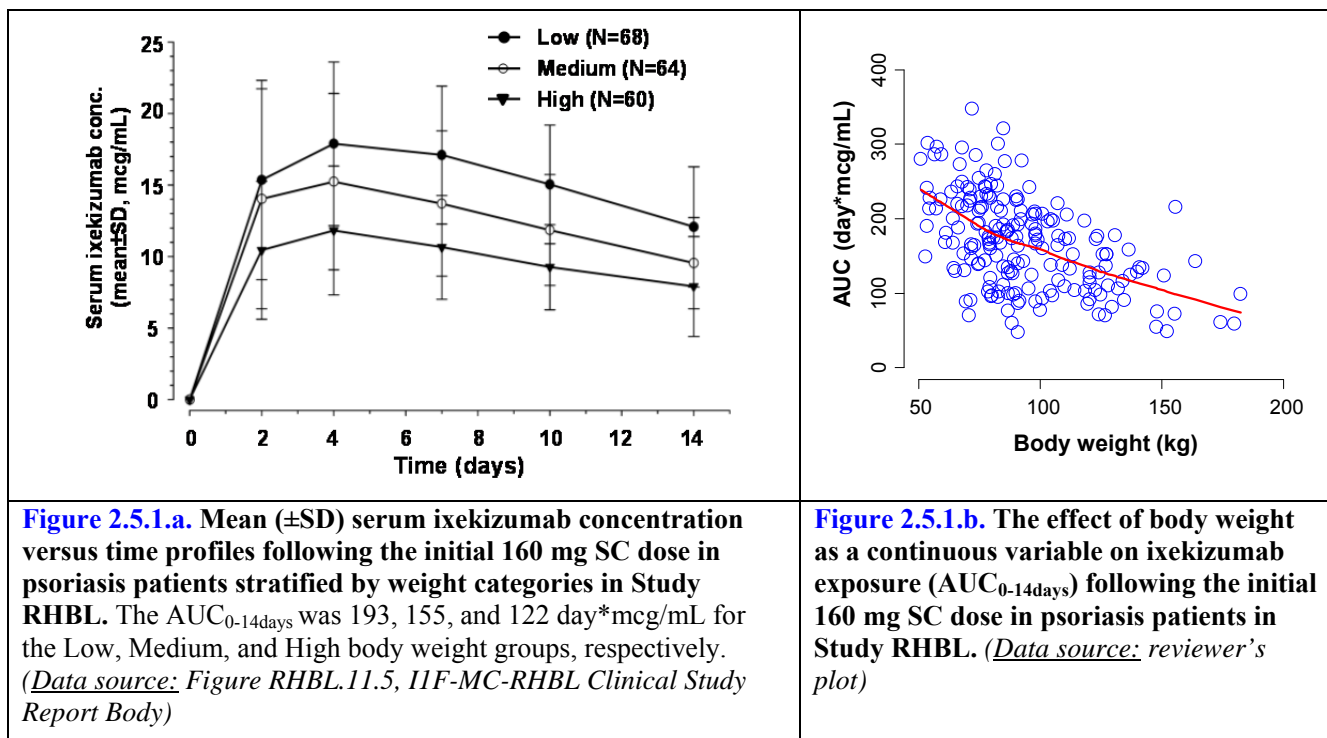 Low (N=68)
Medium (N=64)
High (N=60)
Serum ixekizumab conc.
(mean±SD, mcg/mL)
25
20
15
10
5
0
0 2 4 6 8 10 12 14
Time (days)
AUC (day*mcg/mL)
400
300
200
100
0
50 100 150 200
Body weight (kg)
Figure 2.5.1.a. Mean (±SD) serum ixekizumab concentration
versus time profiles following the initial 160 mg SC dose in
psoriasis patients stratified by weight categories in Study
RHBL. The AUC0-14days was 193, 155, and 122 day*mcg/mL for
the Low, Medium, and High body weight groups, respectively.
(Data source: Figure RHBL.11.5, I1F-MC-RHBL Clinical Study
Report Body)
Figure 2.5.1.b. The effect of body weight
as a continuous variable on ixekizumab
exposure (AUC0-14days) following the initial
160 mg SC dose in psoriasis patients in
Study RHBL. (Data source: reviewer's
plot)